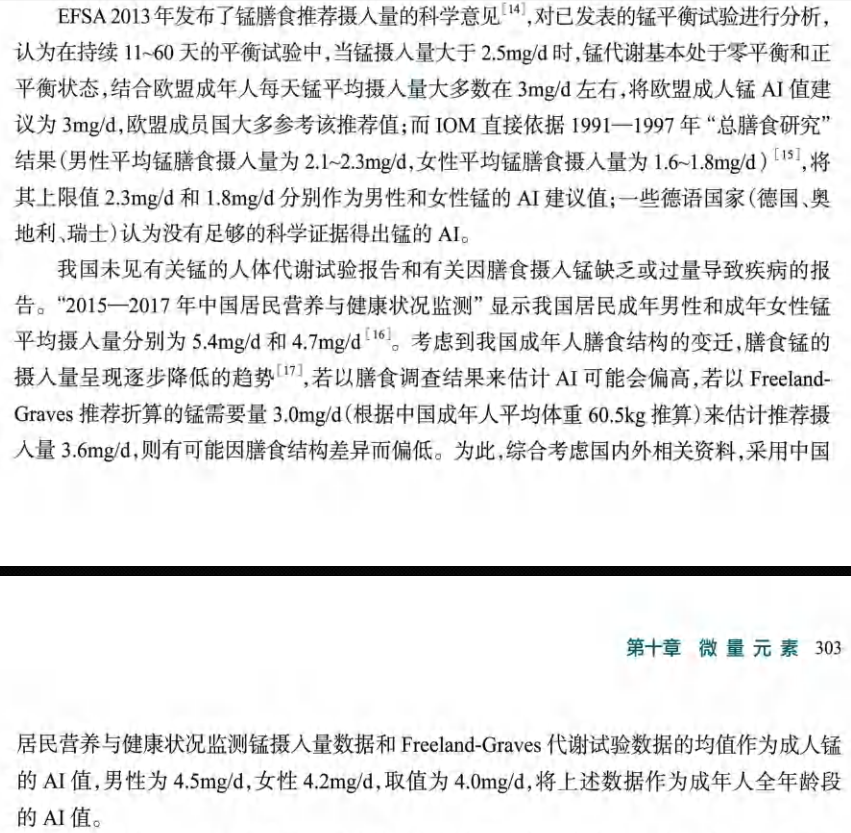 EFSA 2013年发布了锰膳食推荐摄入量的科学意见[14],对已发表的锰平衡试验进行分析,
认为在持续 11~60 天的平衡试验中,当锰摄入量大于 2.5mg/d 时,锰代谢基本处于零平衡和正
平衡状态,结合欧盟成年人每天锰平均摄入量大多数在 3mg/d 左右,将欧盟成人锰 AI 值建
议为 3mg/d,欧盟成员国大多参考该推荐值;而 IOM 直接依据 1991—1997 年“总膳食研究”
结果(男性平均锰膳食摄入量为 2.1~2.3mg/d,女性平均锰膳食摄入量为 1.6~1.8mg/d)[15],将
其上限值 2.3mg/d 和 1.8mg/d 分别作为男性和女性锰的 AI 建议值;一些德语国家(德国、奥
地利、瑞士)认为没有足够的科学证据得出锰的 AI。
我国未见有关锰的人体代谢试验报告和有关因膳食摄入锰缺乏或过量导致疾病的报
告。“2015—2017 年中国居民营养与健康状况监测”显示我国居民成年男性和成年女性锰
平均摄入量分别为 5.4mg/d 和 4.7mg/d[16]。考虑到我国成年人膳食结构的变迁,膳食锰的
摄入量呈现逐步降低的趋势[17],若以膳食调查结果来估计 AI 可能会偏高,若以 Freeland-
Graves 推荐折算的锰需要量 3.0mg/d(根据中国成年人平均体重 60.5kg 推算)来估计推荐摄
入量 3.6mg/d,则有可能因膳食结构差异而偏低。为此,综合考虑国内外相关资料,采用中国
第十章 微量元素 303
居民营养与健康状况监测锰摄入量数据和 Freeland-Graves 代谢试验数据的均值作为成人锰
的 AI 值,男性为 4.5mg/d,女性 4.2mg/d,取值为 4.0mg/d,将上述数据作为成年人全年龄段
的 AI 值。